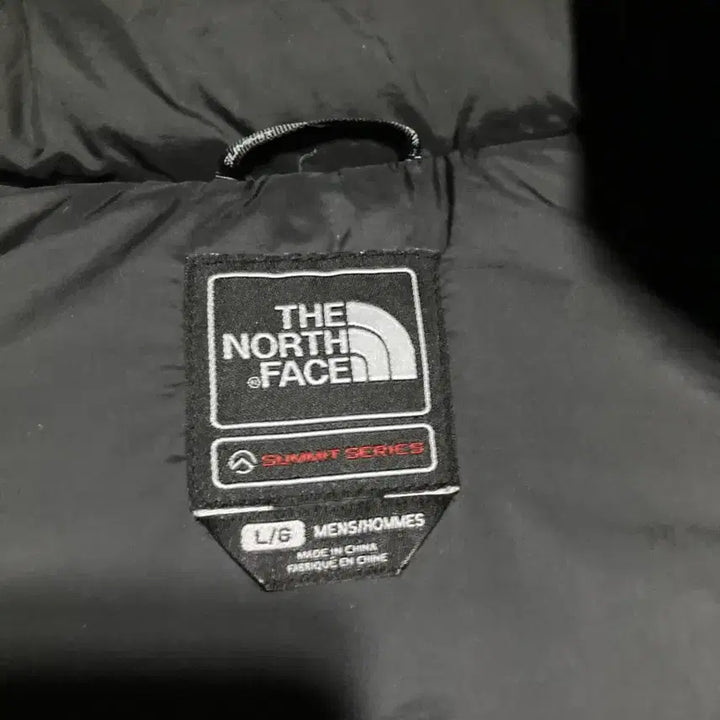 THE
NORTH
®FACE
SUMMIT SERIES
L/G MENS/HOMMES
MADE IN CHINA
FABRIQUÉ EN CHINE